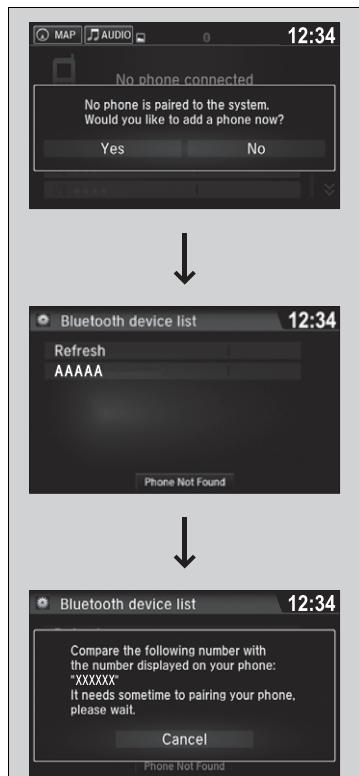 MAP AUDIO 0 12:34
No phone connected
No phone is paired to the system.
Would you like to add a phone now?
Yes No
Bluetooth device list 12:34
Refresh
AAAAA
Phone Not Found
Bluetooth device list 12:34
Compare the following number with
the number displayed on your phone:
"XXXXXX"
It needs sometime to pairing your phone,
please wait.
Cancel
Phone Not Found